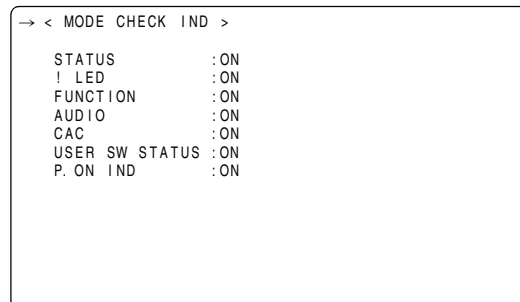 → < MODE CHECK IND >
STATUS :ON
! LED :ON
FUNCTION :ON
AUDIO :ON
CAC :ON
USER SW STATUS :ON
P. ON IND :ON